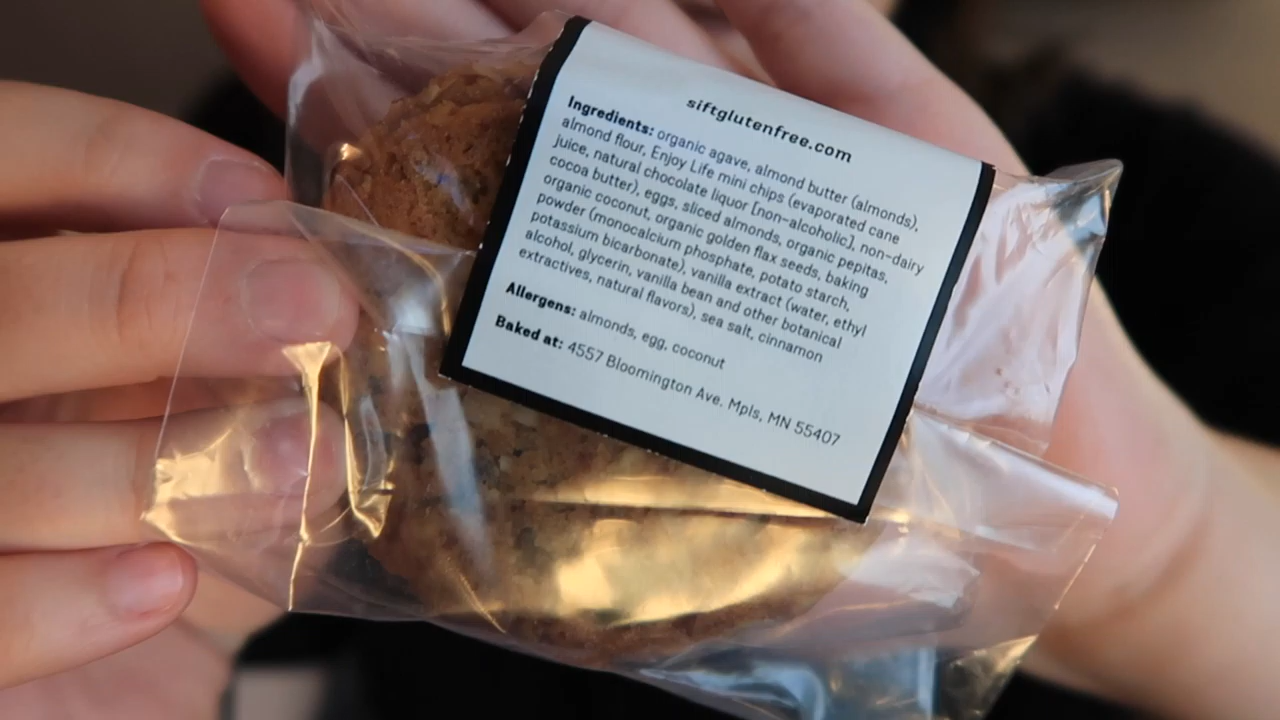 siftglutenfree.com
Ingredients: organic agave, almond butter (almonds),
almond flour, Enjoy Life mini chips (evaporated cane
juice, natural chocolate liquor [non-alcoholic], non-dairy
cocoa butter), eggs, sliced almonds, organic pepitas,
organic coconut, organic golden flax seeds, baking
powder (monocalcium phosphate, potato starch,
potassium bicarbonate), vanilla extract (water, ethyl
alcohol, glycerin, vanilla bean and other botanical
extractives, natural flavors), sea salt, cinnamon
Allergens: almonds, egg, coconut
Baked at: 4557 Bloomington Ave. Mpls, MN 55407